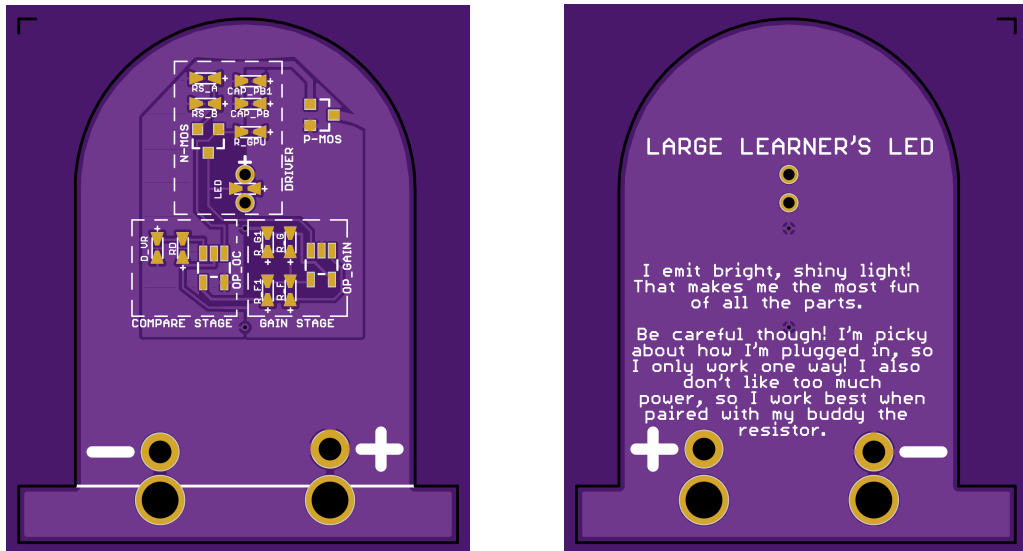 RS_A
CAP_PB1
RS_B
CAP_PB
N-MOS
R_GPU
P-MOS
DRIVER
LED
D_VR
RD
OP_OC
R_G1
R_G
OP_GAIN
R_F1
R_F
COMPARE STAGE
GAIN STAGE
LARGE LEARNER'S LED
I emit bright, shiny light!
That makes me the most fun
of all the parts.
Be careful though! I'm picky
about how I'm plugged in, so
I only work one way! I also
don't like too much
power, so I work best when
paired with my buddy the
resistor.